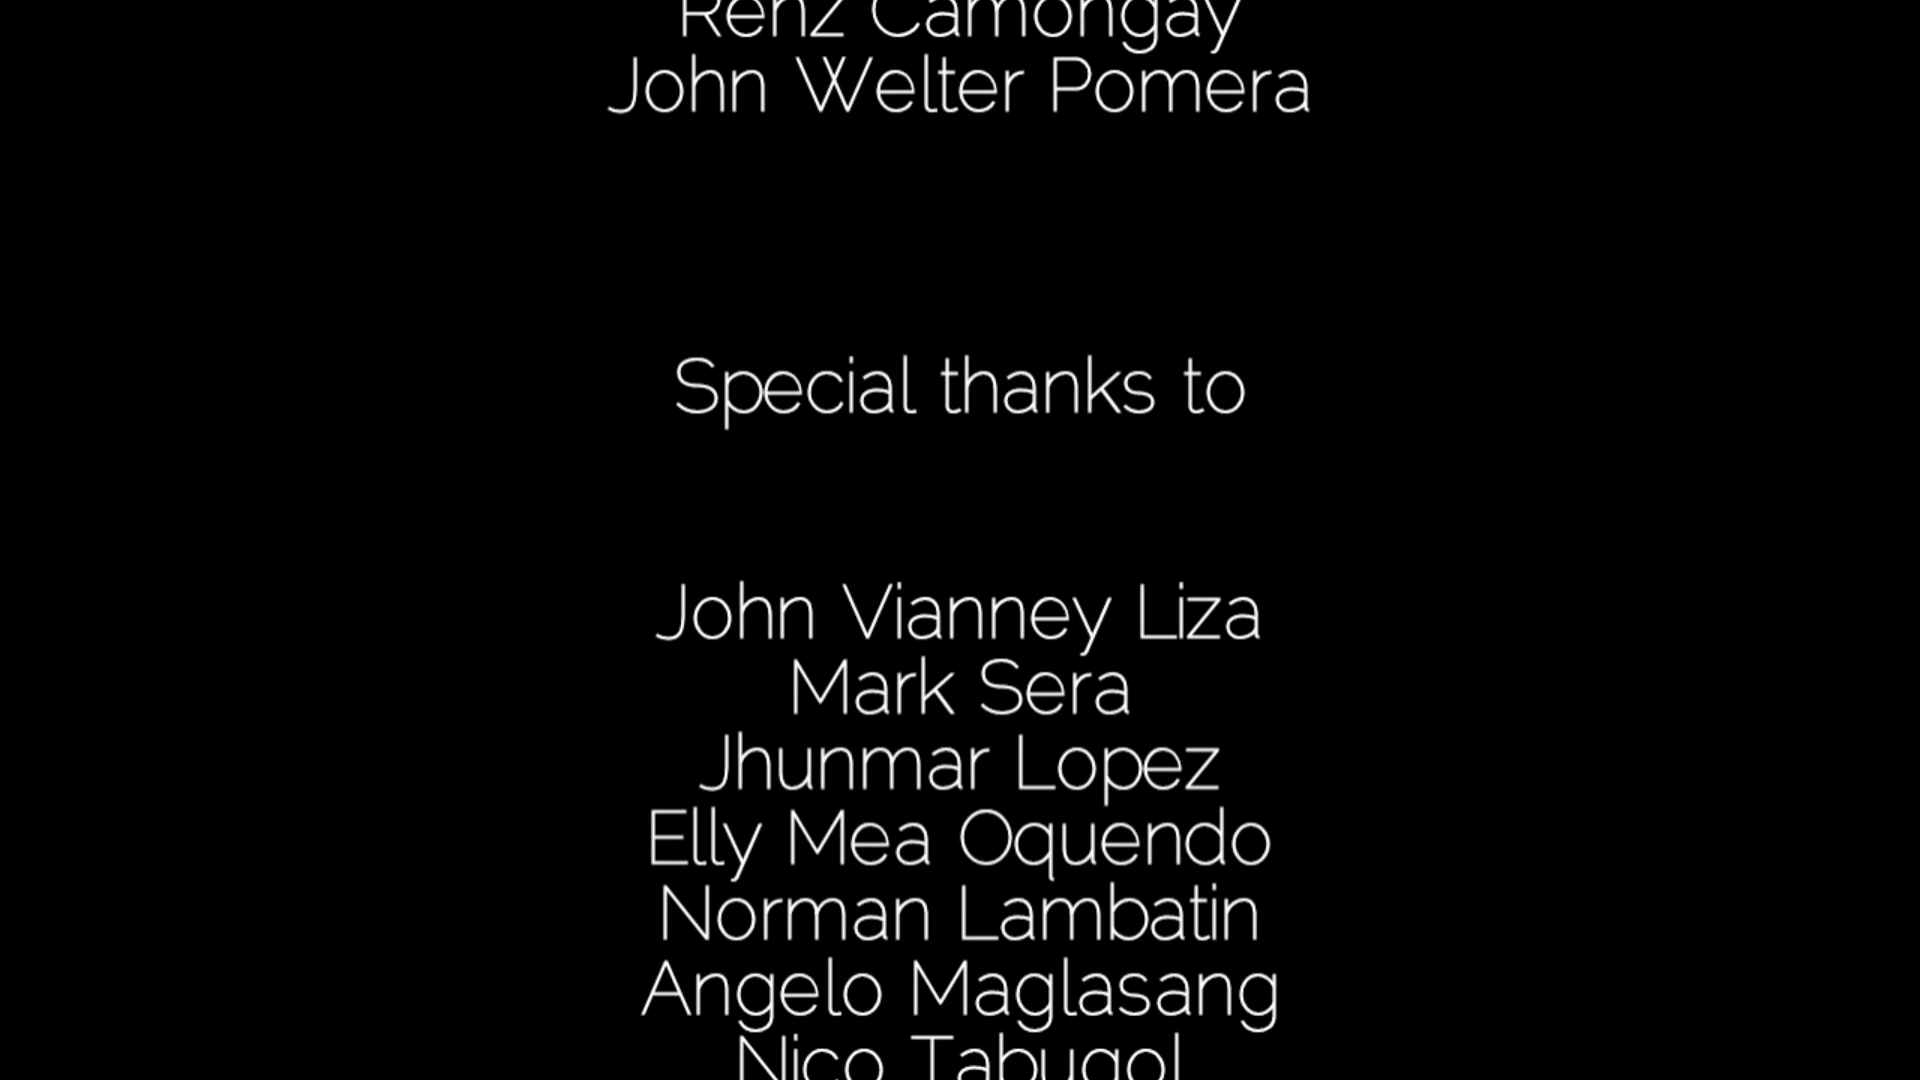 Renz Camongay
John Welter Pomera
Special thanks to
John Vianney Liza
Mark Sera
Jhunmar Lopez
Elly Mea Oquendo
Norman Lambatin
Angelo Maglasang
Nico Tabugol